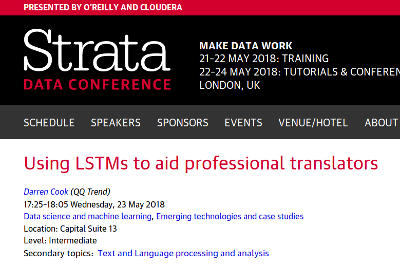 PRESENTED BY O'REILLY AND CLOUDERA
Strata
DATA CONFERENCE
MAKE DATA WORK
21–22 MAY 2018: TRAINING
22–24 MAY 2018: TUTORIALS & CONFEREN
LONDON, UK
SCHEDULE SPEAKERS SPONSORS EVENTS VENUE/HOTEL ABOUT
Using LSTMs to aid professional translators
Darren Cook (QQ Trend)
17:25–18:05 Wednesday, 23 May 2018
Data science and machine learning, Emerging technologies and case studies
Location: Capital Suite 13
Level: Intermediate
Secondary topics: Text and Language processing and analysis